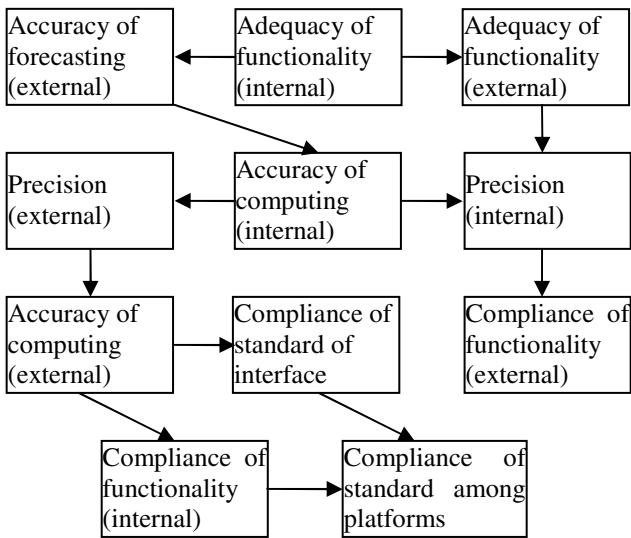 Accuracy of
forecasting
(external)
Adequacy of
functionality
(internal)
Adequacy of
functionality
(external)
Precision
(external)
Accuracy of
computing
(internal)
Precision
(internal)
Accuracy of
computing
(external)
Compliance of
standard of
interface
Compliance of
functionality
(external)
Compliance of
functionality
(internal)
Compliance of
standard among
platforms